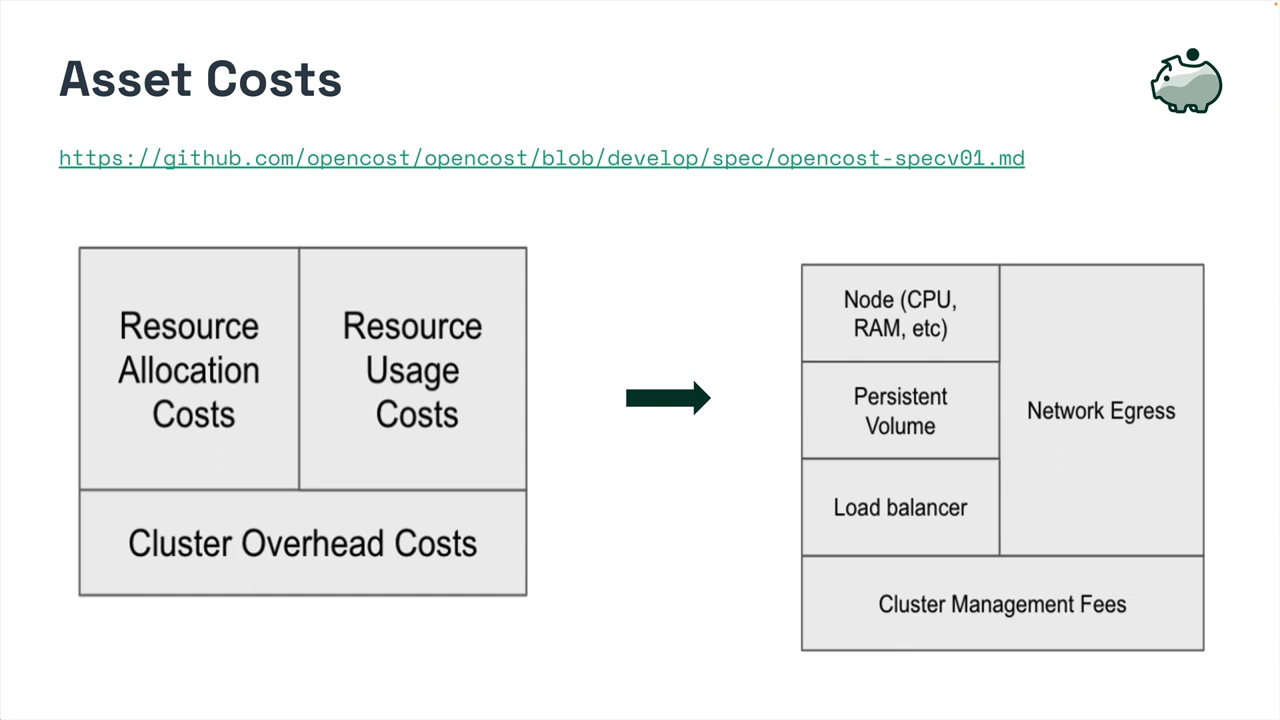 Asset Costs
https://github.com/opencost/opencost/blob/develop/spec/opencost-specv01.md
Resource
Allocation
Costs
Resource
Usage
Costs
Cluster Overhead Costs
Node (CPU,
RAM, etc)
Persistent
Volume
Load balancer
Network Egress
Cluster Management Fees